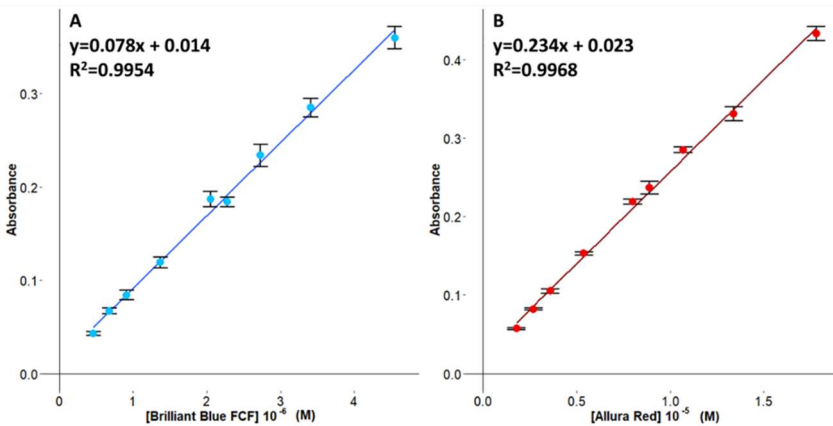 A
y=0.078x + 0.014
R²=0.9954
0.3
0.2
0.1
0.0
Absorbance
0
1
2
3
4
[Brilliant Blue FCF] 10⁻⁶ (M)
B
y=0.234x + 0.023
R²=0.9968
0.4
0.3
0.2
0.1
0.0
Absorbance
0.0
0.5
1.0
1.5
[Allura Red] 10⁻⁵ (M)